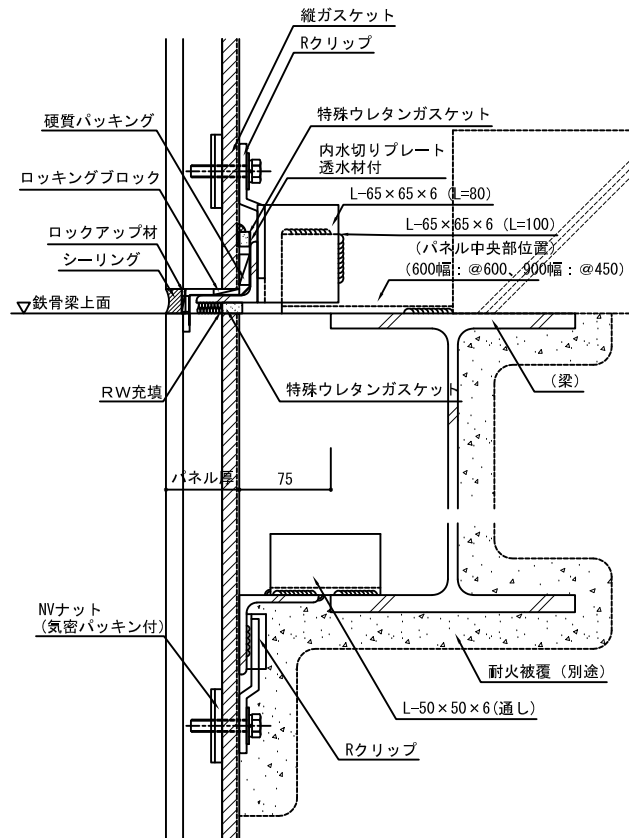 縦ガスケット
Rクリップ
硬質パッキング
特殊ウレタンガスケット
内水切りプレート
透水材付
ロッキングブロック
L-65×65×6 (L=80)
ロックアップ材
L-65×65×6 (L=100)
(パネル中央部位置)
シーリング
(600幅：@600、900幅：@450)
▽鉄骨梁上面
RW充填
特殊ウレタンガスケット
(梁)
パネル厚
75
NVナット
(気密パッキン付)
耐火被覆(別途)
L-50×50×6(通し)
Rクリップ